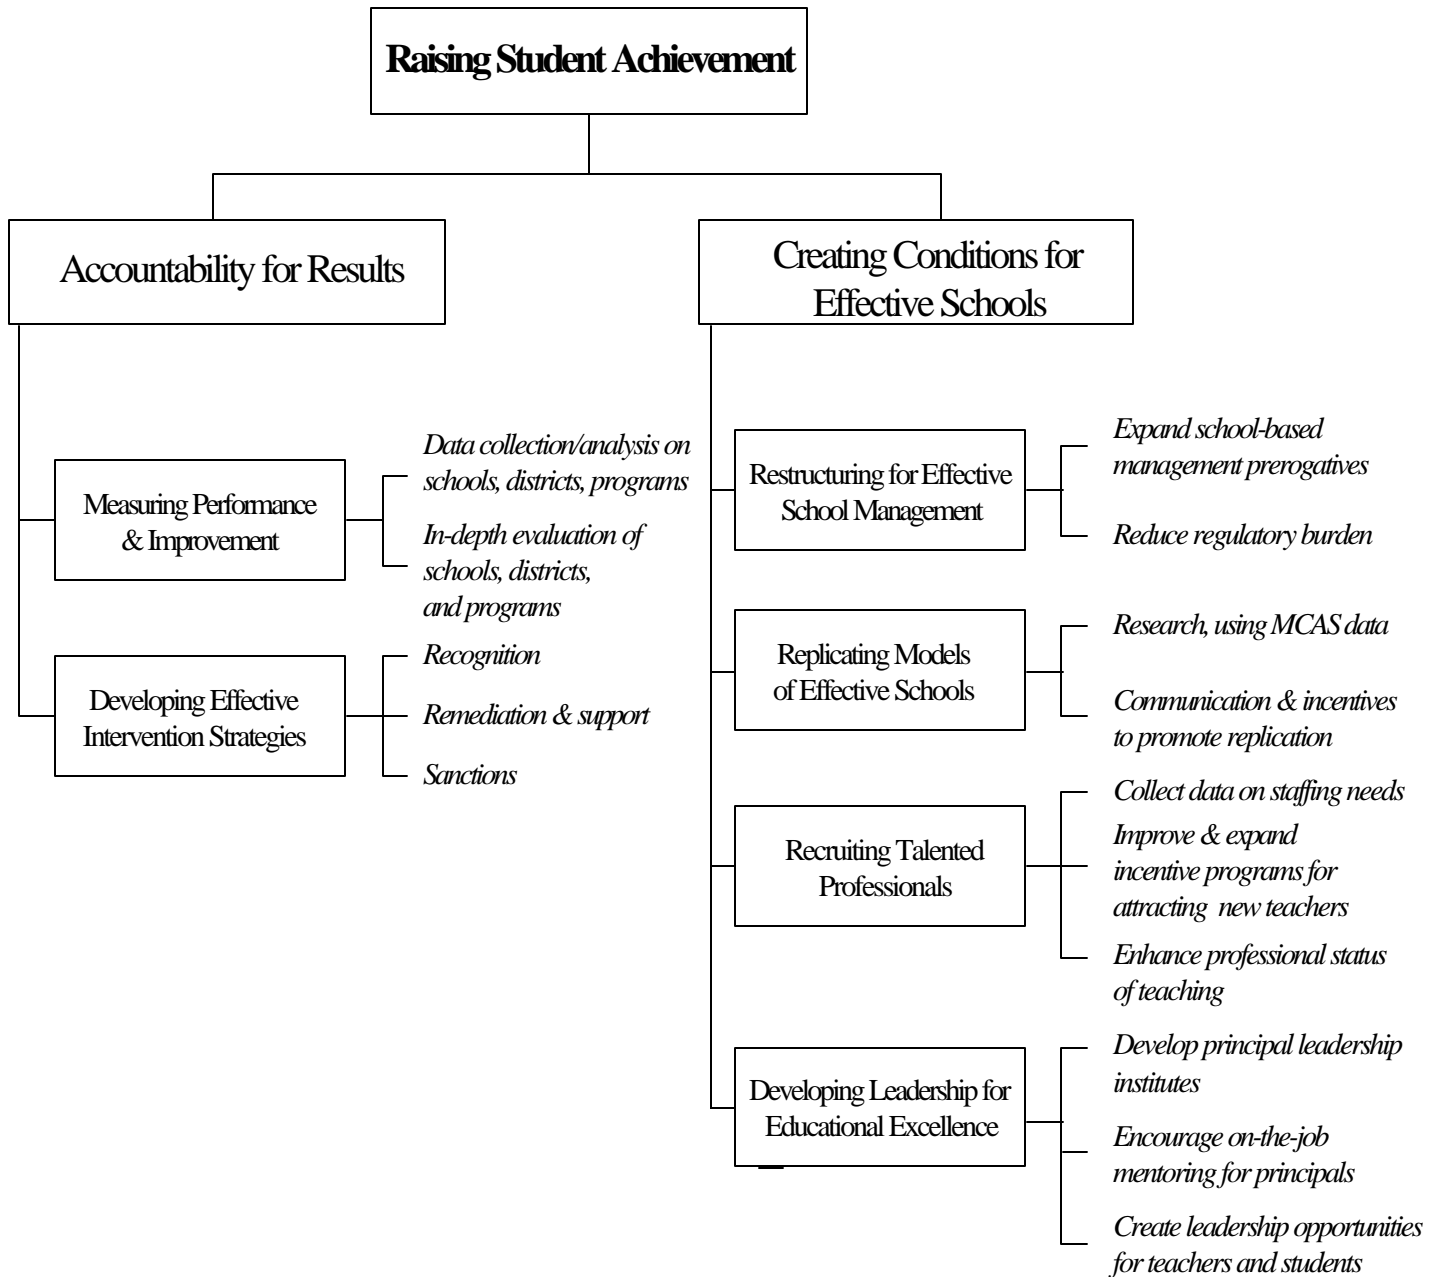 Raising Student Achievement
Accountability for Results
Measuring Performance
& Improvement
Data collection/analysis on
schools, districts, programs
In-depth evaluation of
schools, districts,
and programs
Developing Effective
Intervention Strategies
Recognition
Remediation & support
Sanctions
Creating Conditions for
Effective Schools
Restructuring for Effective
School Management
Expand school-based
management prerogatives
Reduce regulatory burden
Replicating Models
of Effective Schools
Research, using MCAS data
Communication & incentives
to promote replication
Recruiting Talented
Professionals
Collect data on staffing needs
Improve & expand
incentive programs for
attracting new teachers
Enhance professional status
of teaching
Developing Leadership for
Educational Excellence
Develop principal leadership
institutes
Encourage on-the-job
mentoring for principals
Create leadership opportunities
for teachers and students